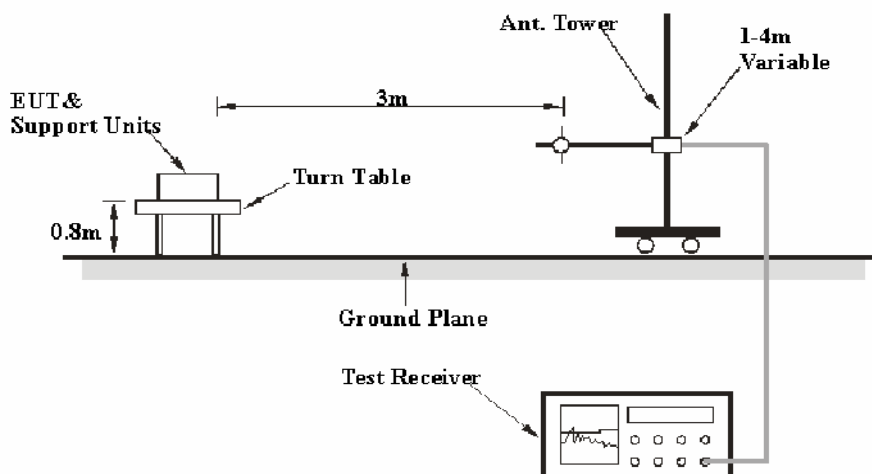 Ant. Tower
1-4m
Variable
3m
EUT&
Support Units
Turn Table
0.8m
Ground Plane
Test Receiver